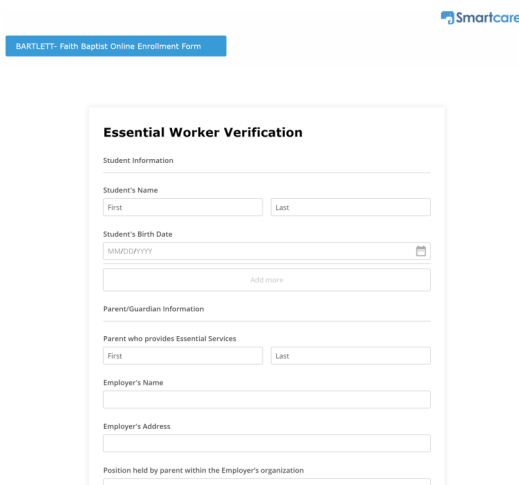 Smartcare
BARTLETT- Faith Baptist Online Enrollment Form
Essential Worker Verification
Student Information
Student's Name
First Last
Student's Birth Date
MM/DD/YYYY
Add more
Parent/Guardian Information
Parent who provides Essential Services
First Last
Employer's Name
Employer's Address
Position held by parent within the Employer's organization